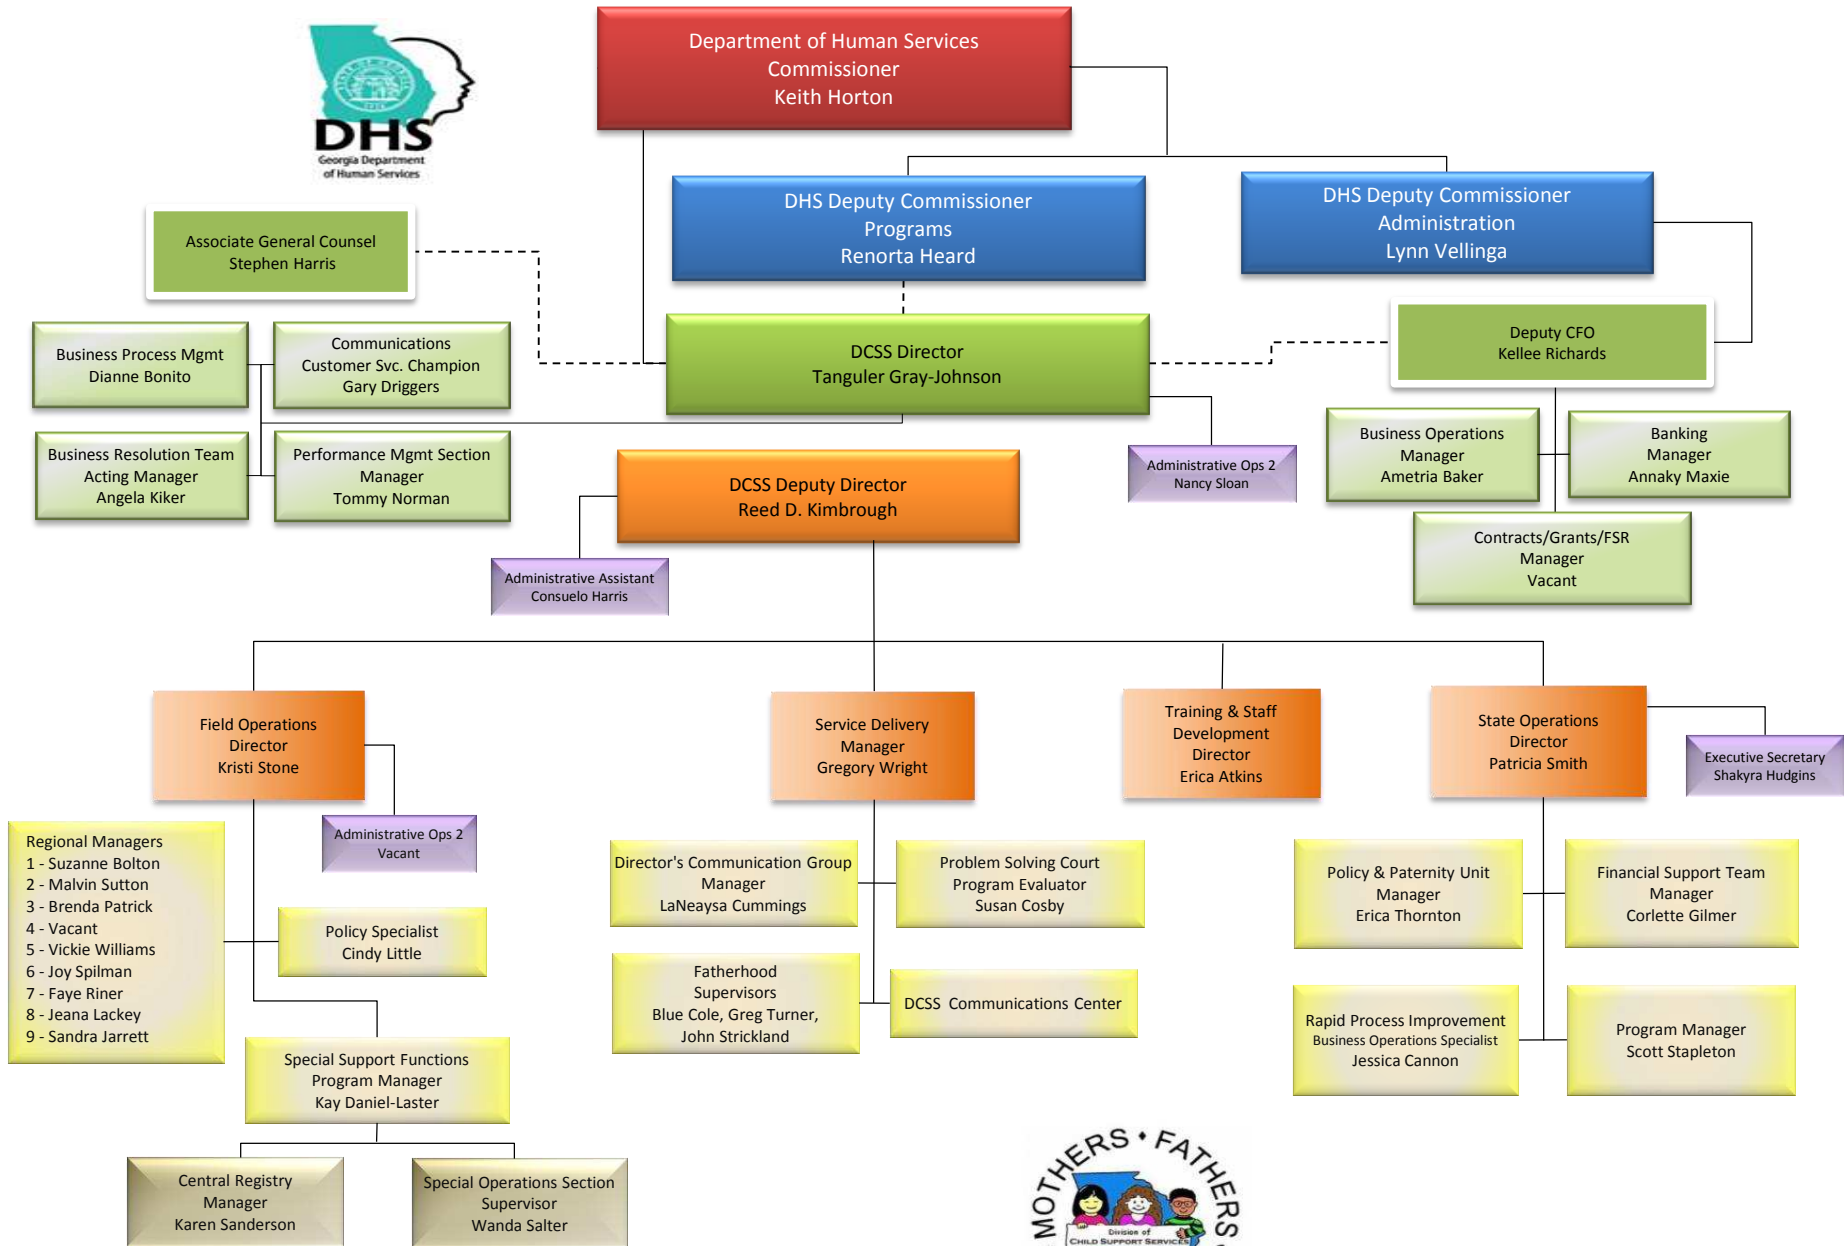 Department of Human Services
Commissioner
Keith Horton
DHS
Georgia Department
of Human Services
DHS Deputy Commissioner
Programs
Renorta Heard
DHS Deputy Commissioner
Administration
Lynn Vellinga
Associate General Counsel
Stephen Harris
Deputy CFO
Kellee Richards
DCSS Director
Tanguler Gray-Johnson
Business Process Mgmt
Dianne Bonito
Communications
Customer Svc. Champion
Gary Driggers
Business Resolution Team
Acting Manager
Angela Kiker
Performance Mgmt Section
Manager
Tommy Norman
Administrative Ops 2
Nancy Sloan
Business Operations
Manager
Ametria Baker
Banking
Manager
Annaky Maxie
Contracts/Grants/FSR
Manager
Vacant
DCSS Deputy Director
Reed D. Kimbrough
Administrative Assistant
Consuelo Harris
Field Operations
Director
Kristi Stone
Service Delivery
Manager
Gregory Wright
Training & Staff
Development
Director
Erica Atkins
State Operations
Director
Patricia Smith
Executive Secretary
Shakyra Hudgins
Administrative Ops 2
Vacant
Regional Managers
1 - Suzanne Bolton
2 - Malvin Sutton
3 - Brenda Patrick
4 - Vacant
5 - Vickie Williams
6 - Joy Spilman
7 - Faye Riner
8 - Jeana Lackey
9 - Sandra Jarrett
Policy Specialist
Cindy Little
Director's Communication Group
Manager
LaNeaysa Cummings
Problem Solving Court
Program Evaluator
Susan Cosby
Policy & Paternity Unit
Manager
Erica Thornton
Financial Support Team
Manager
Corlette Gilmer
Fatherhood
Supervisors
Blue Cole, Greg Turner,
John Strickland
DCSS Communications Center
Rapid Process Improvement
Business Operations Specialist
Jessica Cannon
Program Manager
Scott Stapleton
Special Support Functions
Program Manager
Kay Daniel-Laster
Central Registry
Manager
Karen Sanderson
Special Operations Section
Supervisor
Wanda Salter
MOTHERS • FATHERS
Division of
CHILD SUPPORT SERVICES